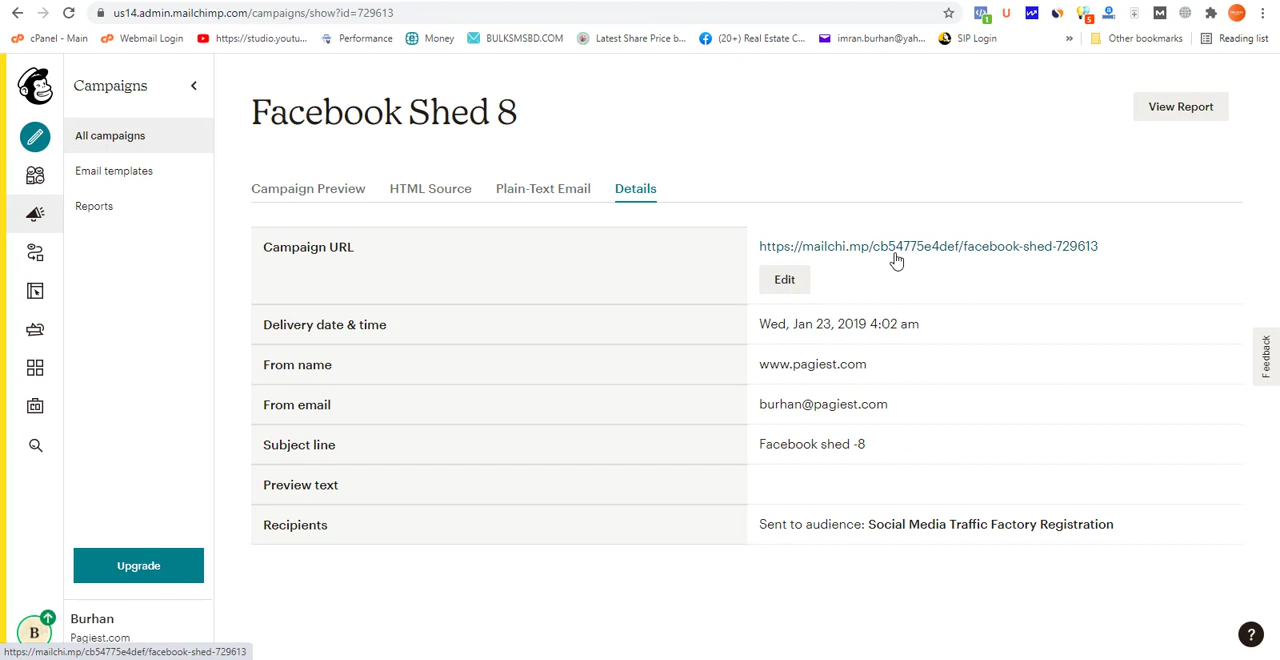 us14.admin.mailchimp.com/campaigns/show?id=729613
5
1
cPanel - Main
Webmail Login
https://studio.youtu...
Performance
Money
BULKSMSBD.COM
Latest Share Price b...
(20+) Real Estate C...
imran.burhan@yah...
SIP Login
»
Other bookmarks
Reading list
Campaigns
All campaigns
Email templates
Reports
Upgrade
B
Burhan
Pagiest.com
Facebook Shed 8
View Report
Campaign Preview
HTML Source
Plain-Text Email
Details
Campaign URL
https://mailchi.mp/cb54775e4def/facebook-shed-729613
Edit
Delivery date & time
Wed, Jan 23, 2019 4:02 am
From name
www.pagiest.com
From email
burhan@pagiest.com
Subject line
Facebook shed -8
Preview text
Recipients
Sent to audience: Social Media Traffic Factory Registration
Feedback
?
https://mailchi.mp/cb54775e4def/facebook-shed-729613